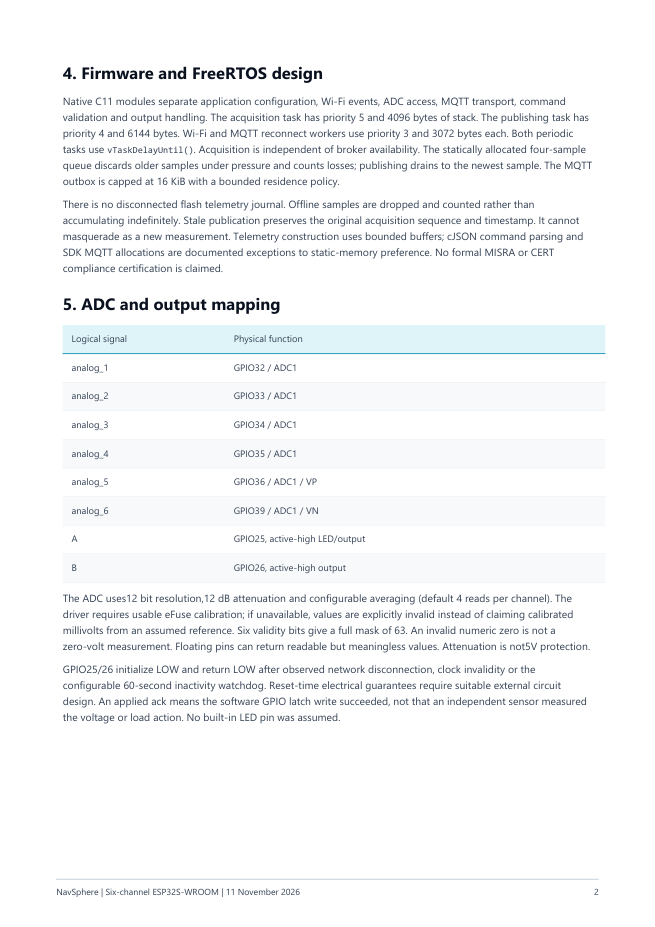 4. Firmware and FreeRTOS design
Native C11 modules separate application configuration, Wi-Fi events, ADC access, MQTT transport, command
validation and output handling. The acquisition task has priority 5 and 4096 bytes of stack. The publishing task has
priority 4 and 6144 bytes. Wi-Fi and MQTT reconnect workers use priority 3 and 3072 bytes each. Both periodic
tasks use vTaskDelayUntil(). Acquisition is independent of broker availability. The statically allocated four-sample
queue discards older samples under pressure and counts losses; publishing drains to the newest sample. The MQTT
outbox is capped at 16 KiB with a bounded residence policy.
There is no disconnected flash telemetry journal. Offline samples are dropped and counted rather than
accumulating indefinitely. Stale publication preserves the original acquisition sequence and timestamp. It cannot
masquerade as a new measurement. Telemetry construction uses bounded buffers; cJSON command parsing and
SDK MQTT allocations are documented exceptions to static-memory preference. No formal MISRA or CERT
compliance certification is claimed.
5. ADC and output mapping
Logical signal Physical function
analog_1 GPIO32 / ADC1
analog_2 GPIO33 / ADC1
analog_3 GPIO34 / ADC1
analog_4 GPIO35 / ADC1
analog_5 GPIO36 / ADC1 / VP
analog_6 GPIO39 / ADC1 / VN
A GPIO25, active-high LED/output
B GPIO26, active-high output
The ADC uses12 bit resolution,12 dB attenuation and configurable averaging (default 4 reads per channel). The
driver requires usable eFuse calibration; if unavailable, values are explicitly invalid instead of claiming calibrated
millivolts from an assumed reference. Six validity bits give a full mask of 63. An invalid numeric zero is not a
zero-volt measurement. Floating pins can return readable but meaningless values. Attenuation is not5V protection.
GPIO25/26 initialize LOW and return LOW after observed network disconnection, clock invalidity or the
configurable 60-second inactivity watchdog. Reset-time electrical guarantees require suitable external circuit
design. An applied ack means the software GPIO latch write succeeded, not that an independent sensor measured
the voltage or load action. No built-in LED pin was assumed.
NavSphere | Six-channel ESP32S-WROOM | 11 November 2026 2